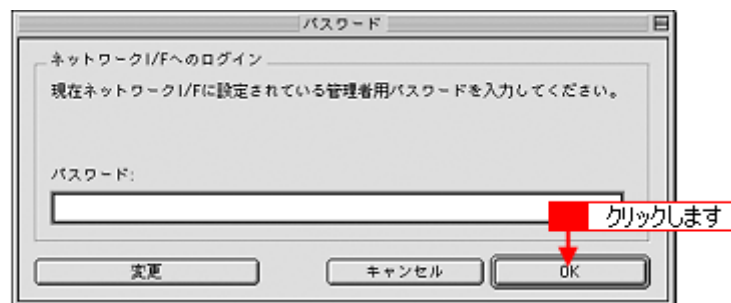 パスワード
ネットワークI/Fへのログイン
現在ネットワークI/Fに設定されている管理者用パスワードを入力してください。
パスワード:
クリックします
変更
キャンセル
OK